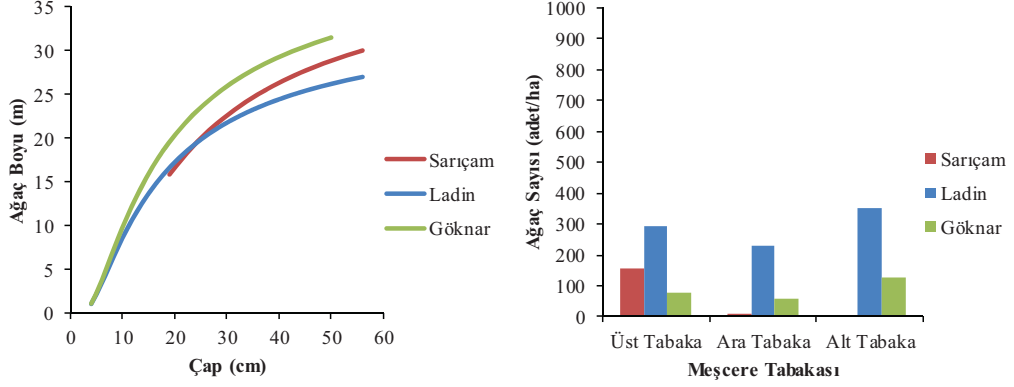 35
30
25
20
15
10
5
0
Ağaç Boyu (m)
0 10 20 30 40 50 60
Çap (cm)
Sarıçam
Ladin
Göknar
1000
900
800
700
600
500
400
300
200
100
0
Ağaç Sayısı (adet/ha)
Üst Tabaka Ara Tabaka Alt Tabaka
Meşcere Tabakası
Sarıçam
Ladin
Göknar